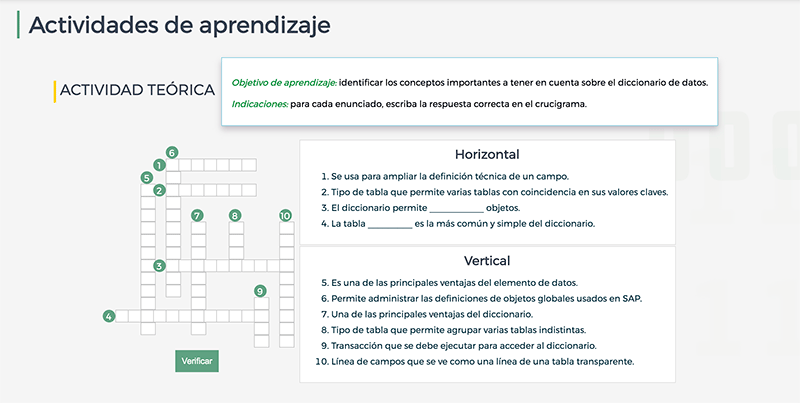 Actividades de aprendizaje
ACTIVIDAD TEÓRICA
Objetivo de aprendizaje: identificar los conceptos importantes a tener en cuenta sobre el diccionario de datos.
Indicaciones: para cada enunciado, escriba la respuesta correcta en el crucigrama.
6
1
5
2
7 8 10
3
9
4
Verificar
Horizontal
1. Se usa para ampliar la definición técnica de un campo.
2. Tipo de tabla que permite varias tablas con coincidencia en sus valores claves.
3. El diccionario permite ____________ objetos.
4. La tabla __________ es la más común y simple del diccionario.
Vertical
5. Es una de las principales ventajas del elemento de datos.
6. Permite administrar las definiciones de objetos globales usados en SAP.
7. Una de las principales ventajas del diccionario.
8. Tipo de tabla que permite agrupar varias tablas indistintas.
9. Transacción que se debe ejecutar para acceder al diccionario.
10. Línea de campos que se ve como una línea de una tabla transparente.